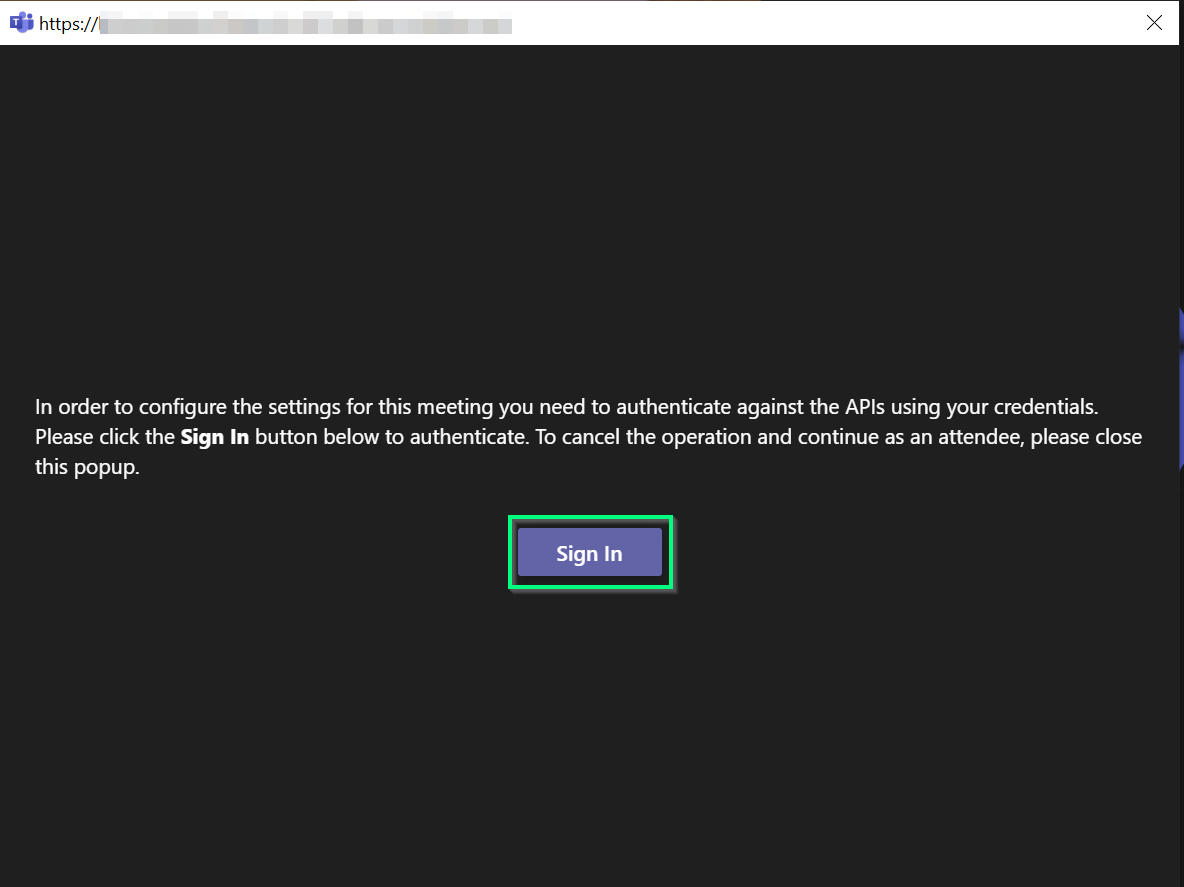 https://
In order to configure the settings for this meeting you need to authenticate against the APIs using your credentials.
Please click the Sign In button below to authenticate. To cancel the operation and continue as an attendee, please close
this popup.
Sign In